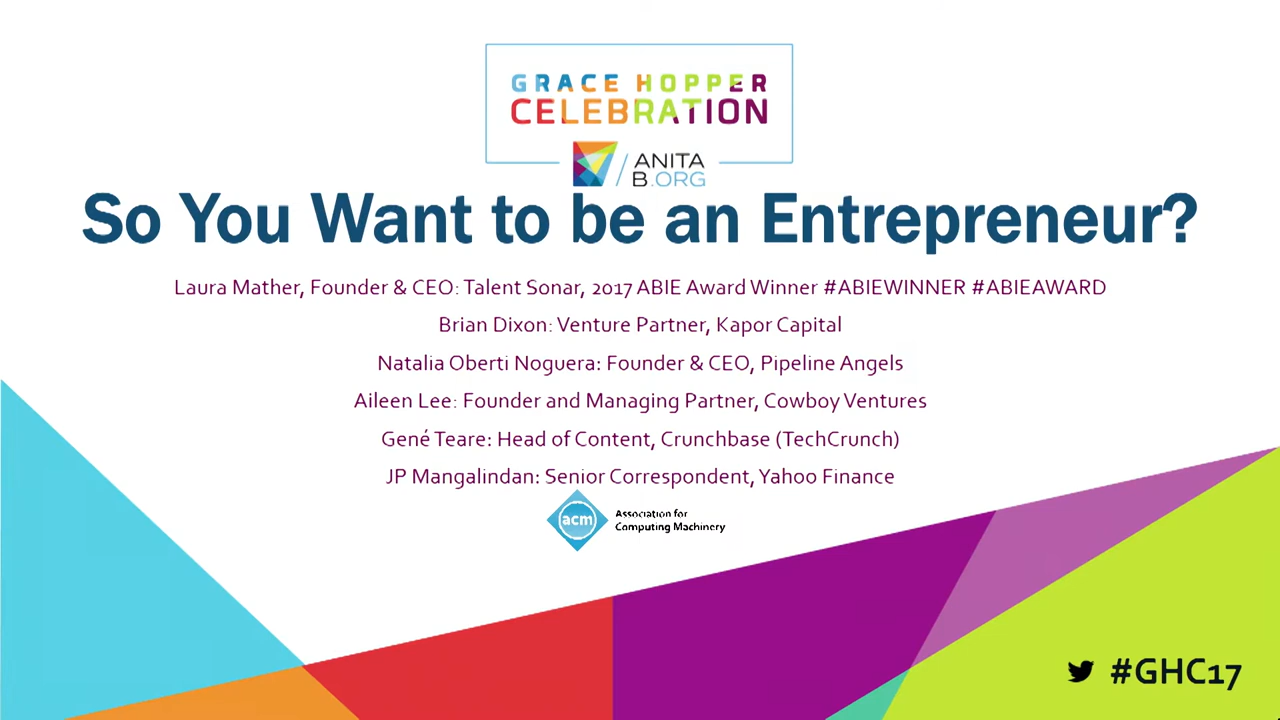 GRACE HOPPER
CELEBRATION
ANITA
B.ORG
So You Want to be an Entrepreneur?
Laura Mather, Founder & CEO: Talent Sonar, 2017 ABIE Award Winner #ABIEWINNER #ABIEAWARD
Brian Dixon: Venture Partner, Kapor Capital
Natalia Oberti Noguera: Founder & CEO, Pipeline Angels
Aileen Lee: Founder and Managing Partner, Cowboy Ventures
Gené Teare: Head of Content, Crunchbase (TechCrunch)
JP Mangalindan: Senior Correspondent, Yahoo Finance
acm
Association for
Computing Machinery
#GHC17